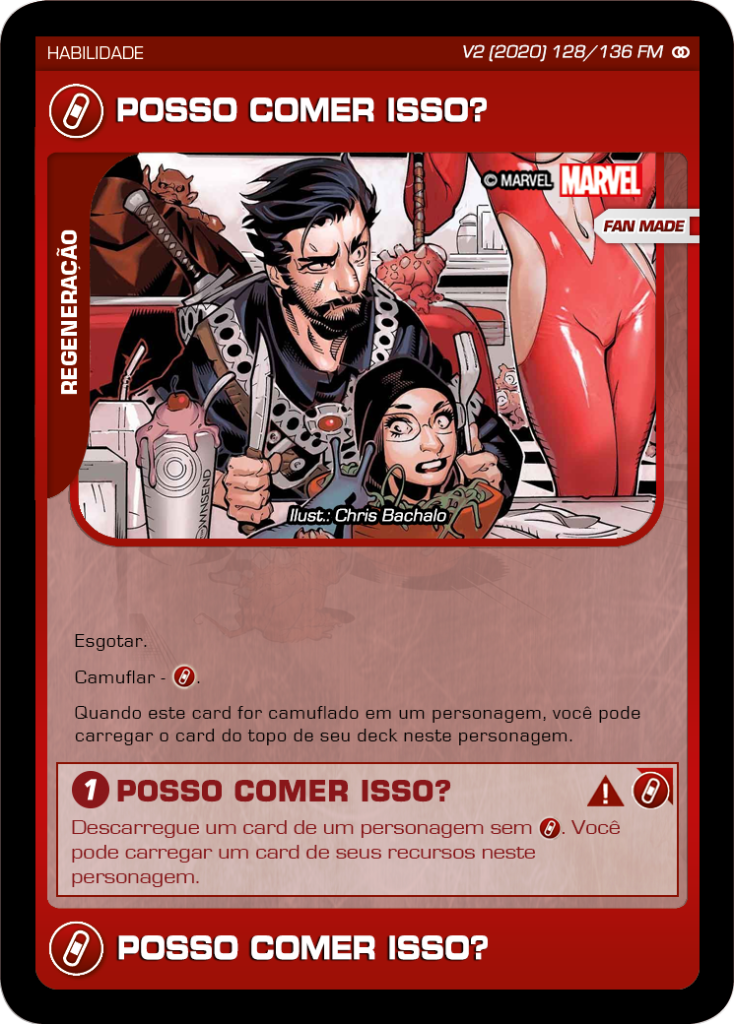 HABILIDADE
V2 (2020) 128/136 FM
POSSO COMER ISSO?
© MARVEL MARVEL
FAN MADE
REGENERAÇÃO
OWNSEND
Ilust.: Chris Bachalo
Esgotar.
Camuflar - .
Quando este card for camuflado em um personagem, você pode
carregar o card do topo de seu deck neste personagem.
1 POSSO COMER ISSO?
Descarregue um card de um personagem sem . Você
pode carregar um card de seus recursos neste
personagem.
POSSO COMER ISSO?